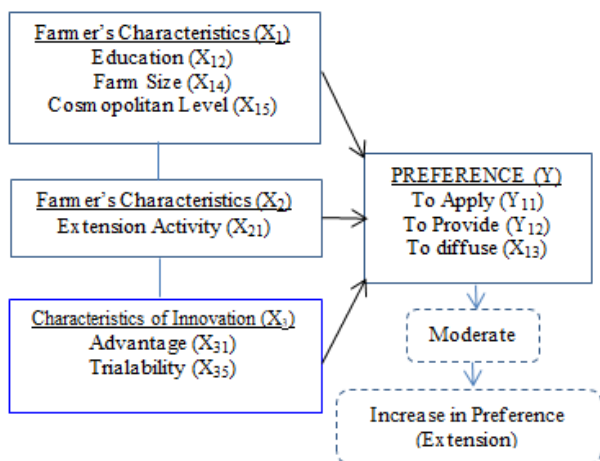 Farmer's Characteristics (X₁)
Education (X₁₂)
Farm Size (X₁₄)
Cosmopolitan Level (X₁₅)
Farmer's Characteristics (X₂)
Extension Activity (X₂₁)
Characteristics of Innovation (X₃)
Advantage (X₃₁)
Trialability (X₃₅)
PREFERENCE (Y)
To Apply (Y₁₁)
To Provide (Y₁₂)
To diffuse (X₁₃)
Moderate
Increase in Preference
(Extension)